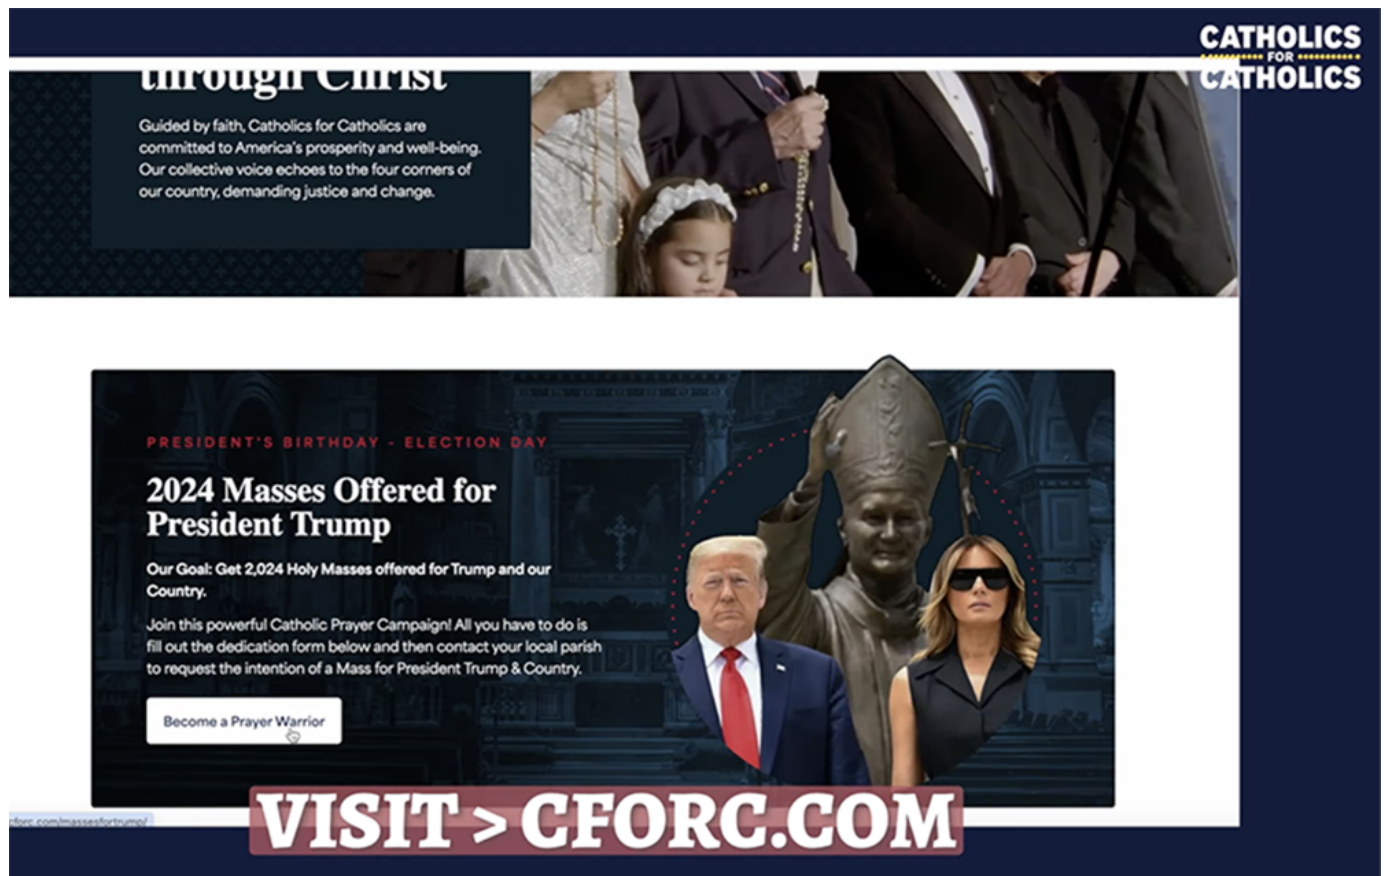 CATHOLICS
FOR
CATHOLICS
through Christ
Guided by faith, Catholics for Catholics are
committed to America's prosperity and well-being.
Our collective voice echoes to the four corners of
our country, demanding justice and change.
PRESIDENT'S BIRTHDAY - ELECTION DAY
2024 Masses Offered for
President Trump
Our Goal: Get 2,024 Holy Masses offered for Trump and our
Country.
Join this powerful Catholic Prayer Campaign! All you have to do is
fill out the dedication form below and then contact your local parish
to request the intention of a Mass for President Trump & Country.
Become a Prayer Warrior
cforc.com/massesfortrump/
VISIT > CFORC.COM